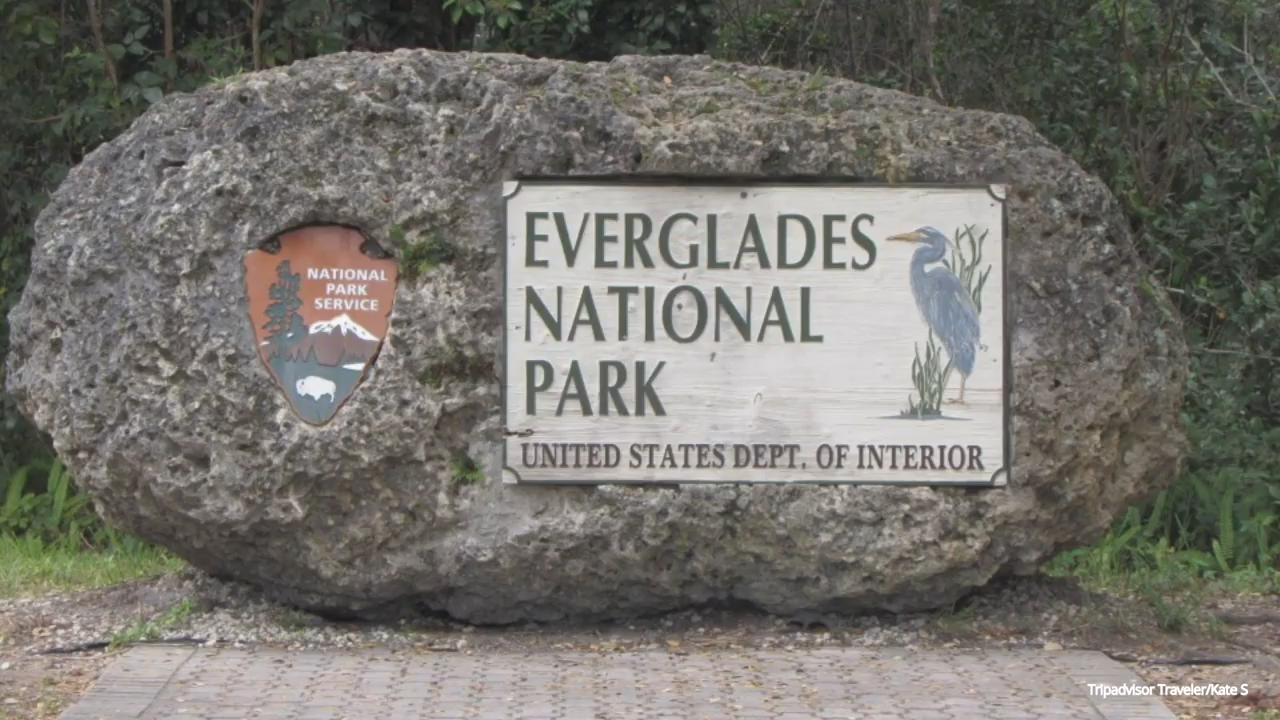 NATIONAL
PARK
SERVICE
EVERGLADES
NATIONAL
PARK
UNITED STATES DEPT. OF INTERIOR
Tripadvisor Traveler/Kate S